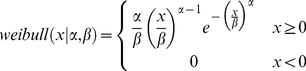 weibull(x|α,β) = { α/β (x/β)^{α−1} e^{−(x/β)^α} x ≥ 0
0 x < 0